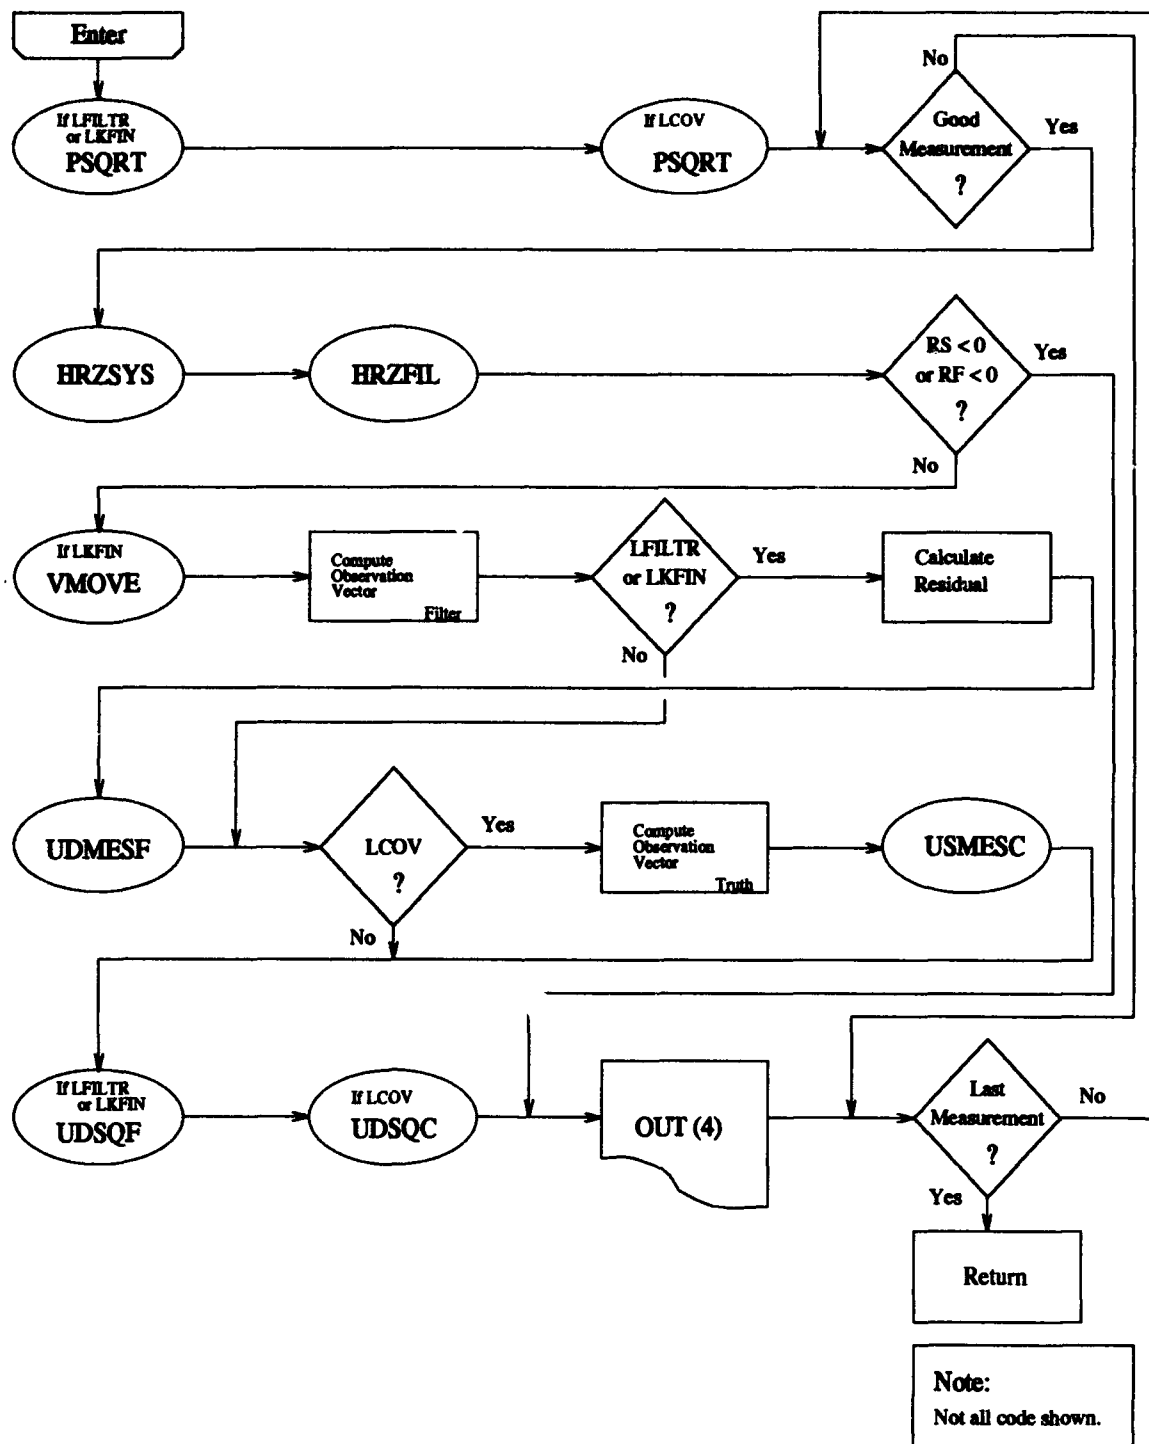 Enter
If LFILTR
or LKFIN
PSQRT
If LCOV
PSQRT
No
Good
Measurement
?
Yes
HRZSYS
HRZFIL
RS < 0
or RF < 0
?
Yes
No
If LKFIN
VMOVE
Compute
Observation
Vector
Filter
LFILTR
or LKFIN
?
Yes
No
Calculate
Residual
UDMESF
LCOV
?
Yes
No
Compute
Observation
Vector
Truth
USMESC
If LFILTR
or LKFIN
UDSQF
If LCOV
UDSQC
OUT (4)
Last
Measurement
?
No
Yes
Return
Note:
Not all code shown.